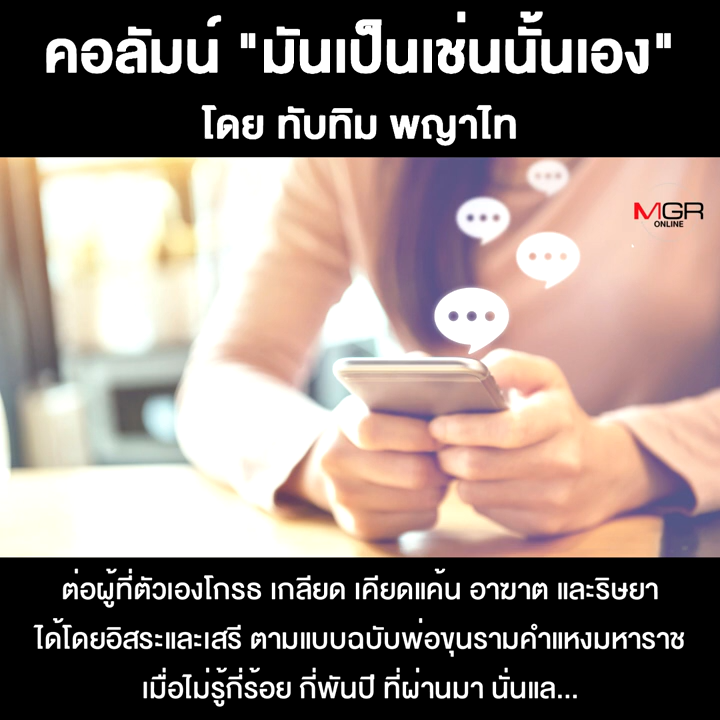 คอลัมน์ "มันเป็นเช่นนั้นเอง"
โดย ทับทิม พญาไท
MGR
ONLINE
ต่อผู้ที่ตัวเองโกรธ เกลียด เคียดแค้น อาฆาต และริษยา
ได้โดยอิสระและเสรี ตามแบบฉบับพ่อขุนรามคำแหงมหาราช
เมื่อไม่รู้กี่ร้อย กี่พันปี ที่ผ่านมา นั่นแล...